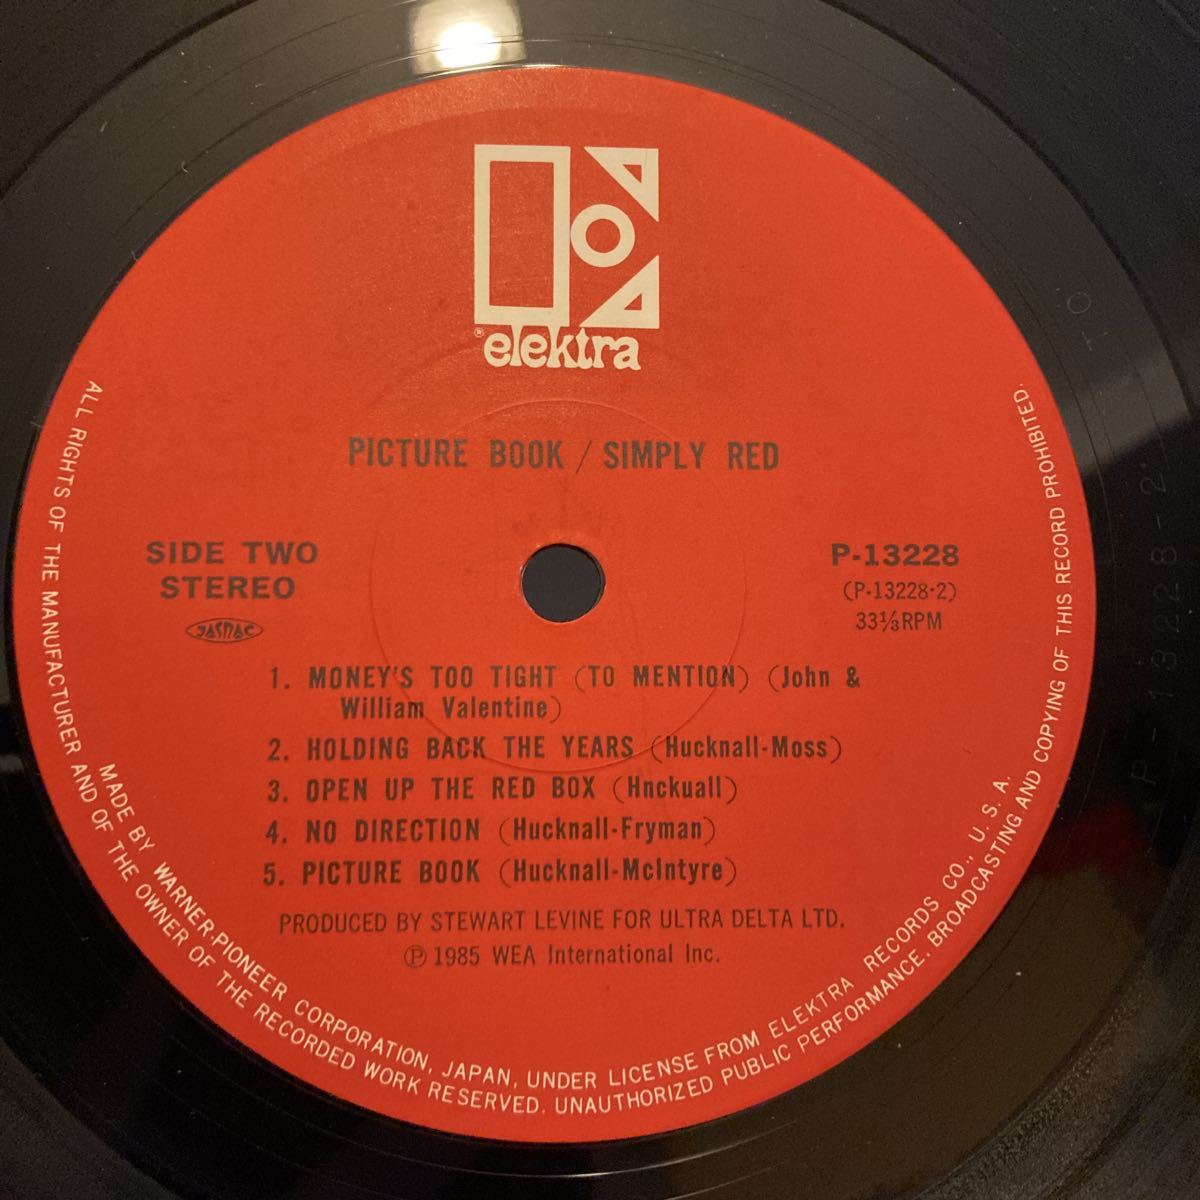 ® elektra
PICTURE BOOK / SIMPLY RED
SIDE TWO
STEREO
JASRAC
P-13228
(P-13228-2)
33⅓RPM
1. MONEY'S TOO TIGHT (TO MENTION) (John &
William Valentine)
2. HOLDING BACK THE YEARS (Hucknall-Moss)
3. OPEN UP THE RED BOX (Hnckuall)
4. NO DIRECTION (Hucknall-Fryman)
5. PICTURE BOOK (Hucknall-McIntyre)
PRODUCED BY STEWART LEVINE FOR ULTRA DELTA LTD.
Ⓟ 1985 WEA International Inc.
MADE BY WARNER-PIONEER CORPORATION, JAPAN, UNDER LICENSE FROM ELEKTRA RECORDS CO., U. S. A.
ALL RIGHTS OF THE MANUFACTURER AND OF THE OWNER OF THE RECORDED WORK RESERVED. UNAUTHORIZED PUBLIC PERFORMANCE, BROADCASTING AND COPYING OF THIS RECORD PROHIBITED.
P-13228-2
TO